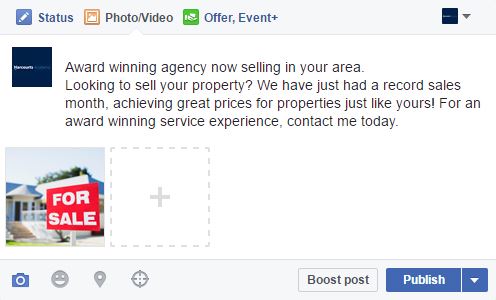 Status Photo/Video Offer, Event+
Harcourts
Award winning agency now selling in your area.
Looking to sell your property? We have just had a record sales
month, achieving great prices for properties just like yours! For an
award winning service experience, contact me today.
FOR
SALE
Boost post Publish